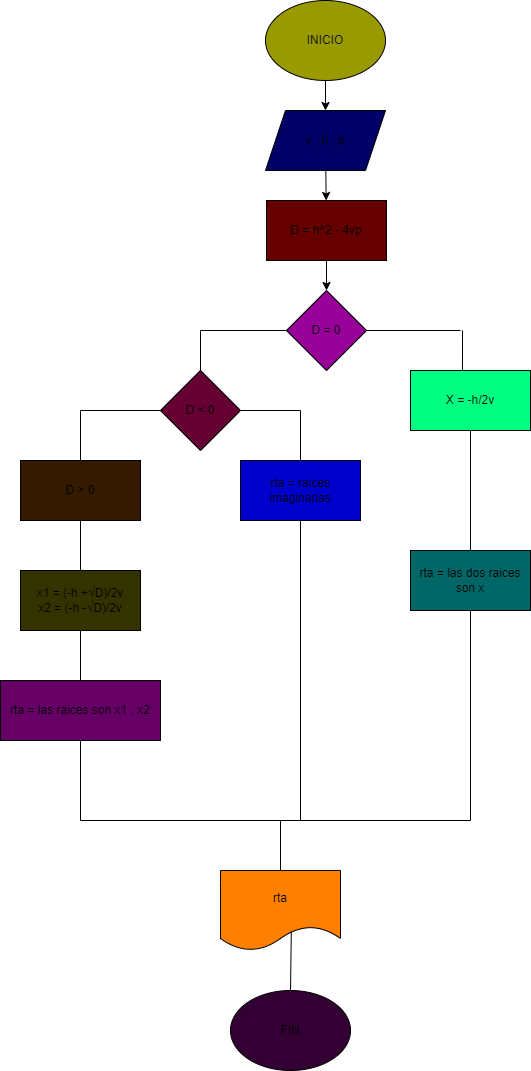 INICIO
v , h , p
D = h^2 - 4vp
D = 0
D < 0
X = -h/2v
D > 0
rta = raices
imaginarias
x1 = (-h +√D)/2v
x2 = (-h -√D)/2v
rta = las dos raices
son x
rta = las raices son x1 , x2
rta
FIN